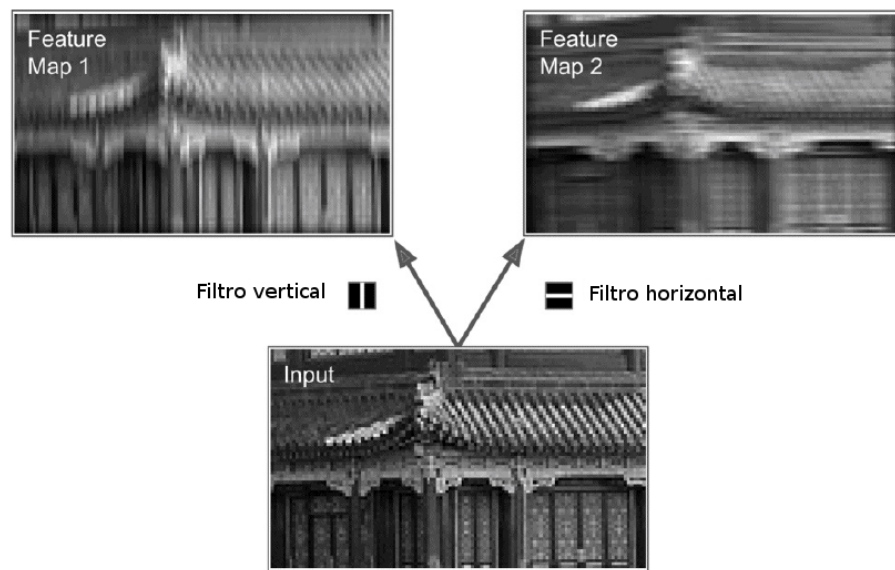 Feature
Map 1
Feature
Map 2
Filtro vertical
Filtro horizontal
Input